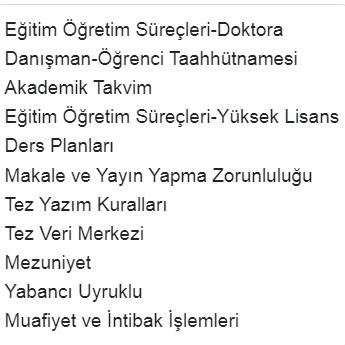 Eğitim Öğretim Süreçleri-Doktora
Danışman-Öğrenci Taahhütnamesi
Akademik Takvim
Eğitim Öğretim Süreçleri-Yüksek Lisans
Ders Planları
Makale ve Yayın Yapma Zorunluluğu
Tez Yazım Kuralları
Tez Veri Merkezi
Mezuniyet
Yabancı Uyruklu
Muafiyet ve İntibak İşlemleri